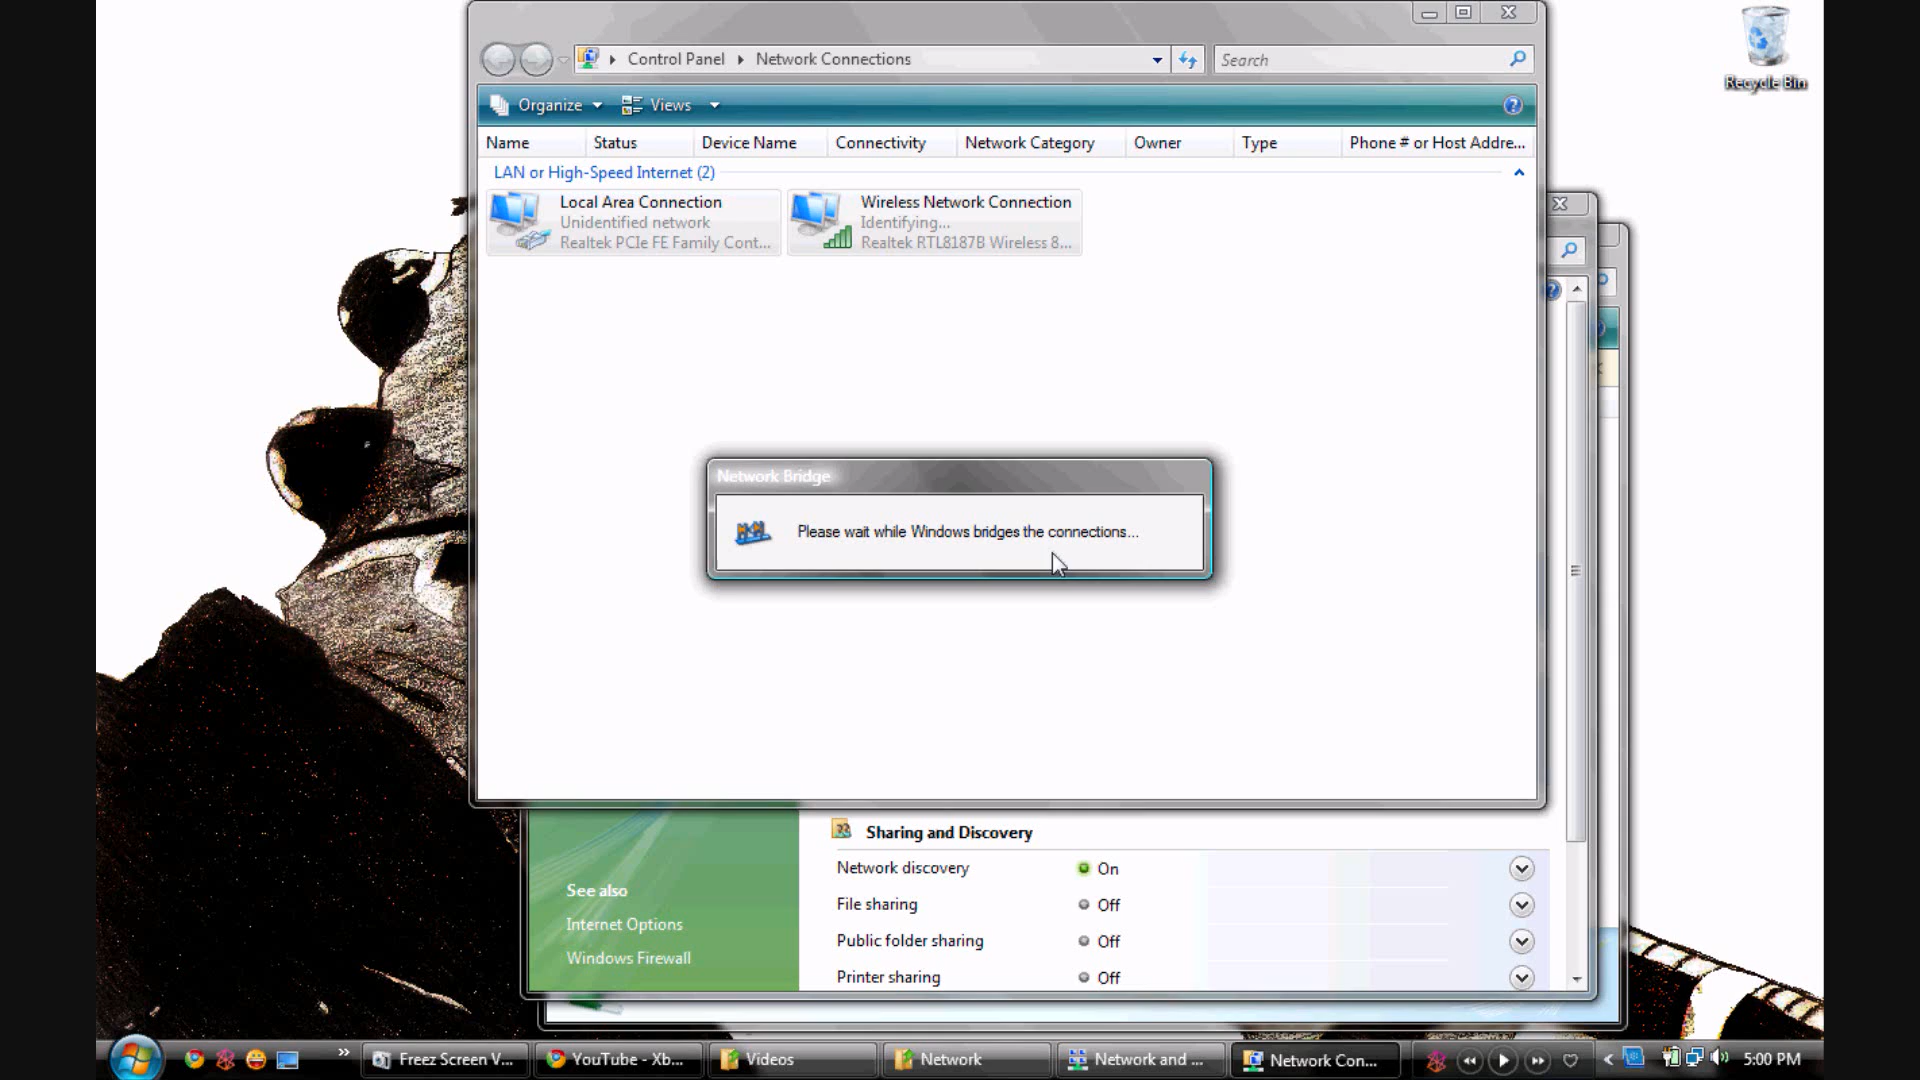 Recycle Bin
Control Panel
Network Connections
Search
Organize
Views
Name
Status
Device Name
Connectivity
Network Category
Owner
Type
Phone # or Host Addre...
LAN or High-Speed Internet (2)
Local Area Connection
Unidentified network
Realtek PCIe FE Family Cont...
Wireless Network Connection
Identifying...
Realtek RTL8187B Wireless 8...
Network Bridge
Please wait while Windows bridges the connections...
Sharing and Discovery
Network discovery
On
File sharing
Off
Public folder sharing
Off
Printer sharing
Off
See also
Internet Options
Windows Firewall
Freez Screen V...
YouTube - Xb...
Videos
Network
Network and ...
Network Con...
5:00 PM